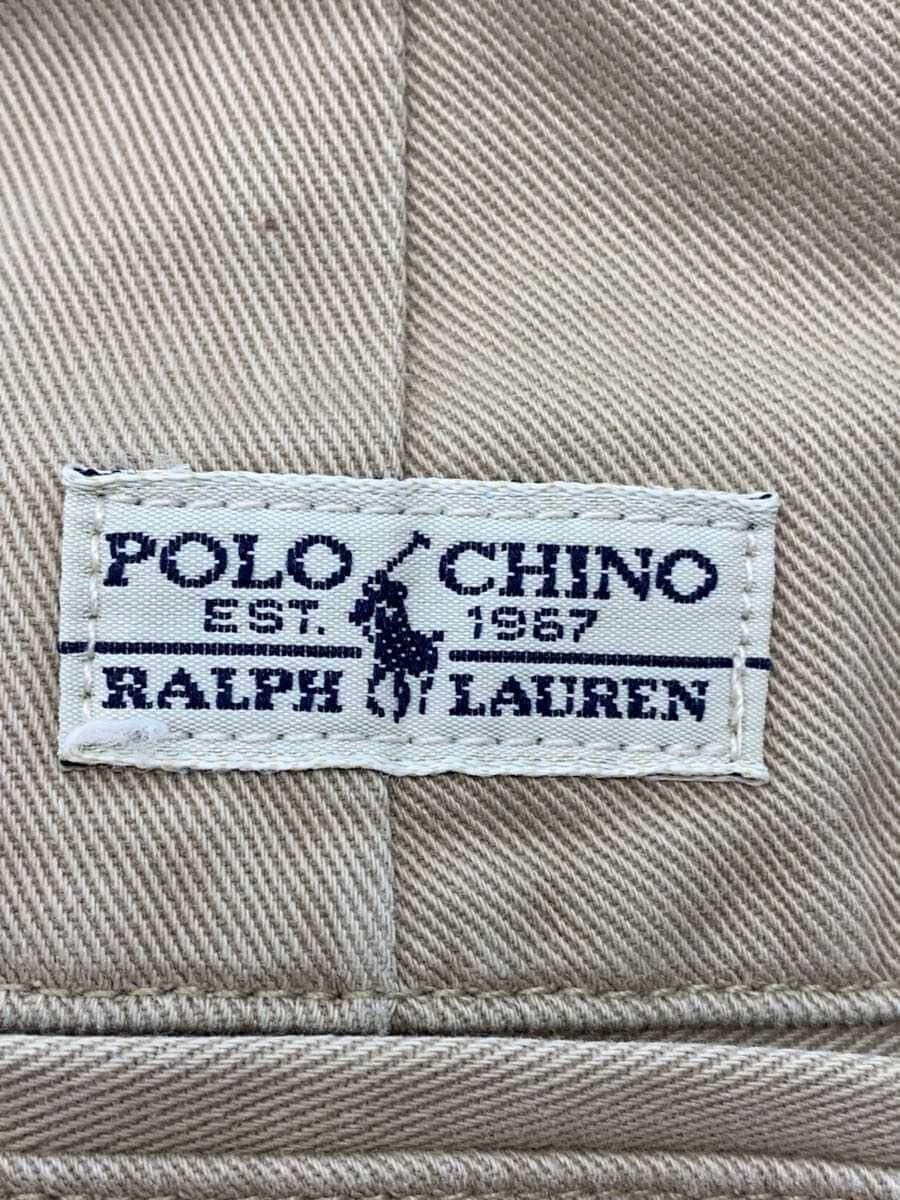 POLO CHINO
EST. 1967
RALPH LAUREN